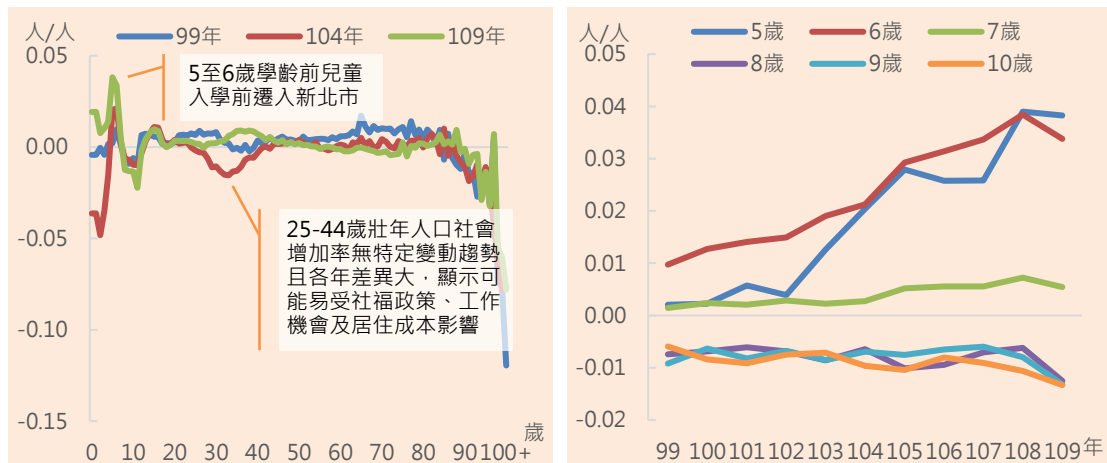 人/人
99年 104年 109年
0.05
0.00
-0.05
-0.10
-0.15
5至6歲學齡前兒童
入學前遷入新北市
25-44歲壯年人口社會
增加率無特定變動趨勢
且各年差異大，顯示可
能易受社福政策、工作
機會及居住成本影響
0 10 20 30 40 50 60 70 80 90 100+
歲
人/人
5歲 6歲 7歲
8歲 9歲 10歲
0.05
0.04
0.03
0.02
0.01
0.00
-0.01
-0.02
99 100 101 102 103 104 105 106 107 108 109 年